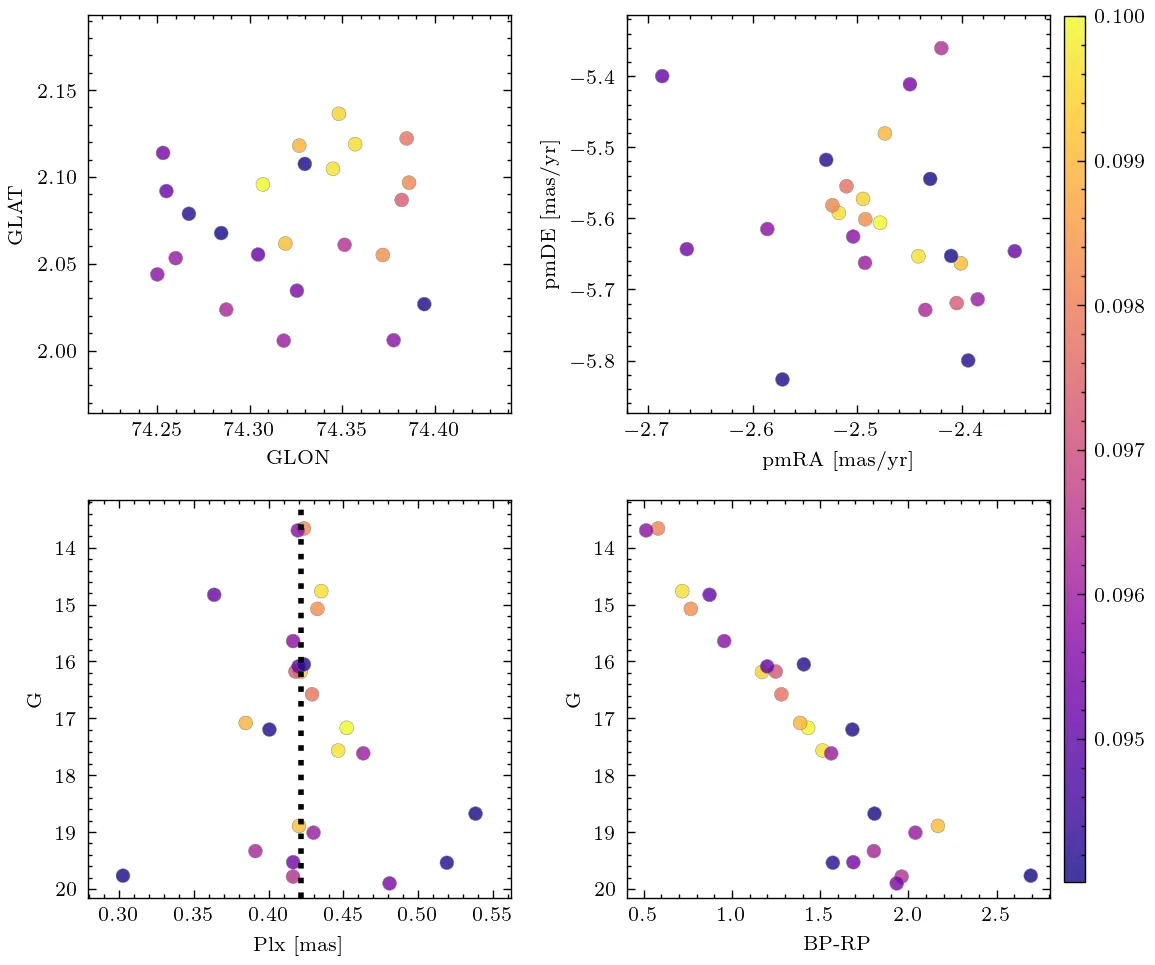 2.15
2.10
2.05
2.00
GLAT
74.25 74.30 74.35 74.40
GLON
−5.4
−5.5
−5.6
−5.7
−5.8
pmDE [mas/yr]
−2.7 −2.6 −2.5 −2.4
pmRA [mas/yr]
14
15
16
17
18
19
20
G
0.30 0.35 0.40 0.45 0.50 0.55
Plx [mas]
14
15
16
17
18
19
20
G
0.5 1.0 1.5 2.0 2.5
BP-RP
0.100
0.099
0.098
0.097
0.096
0.095